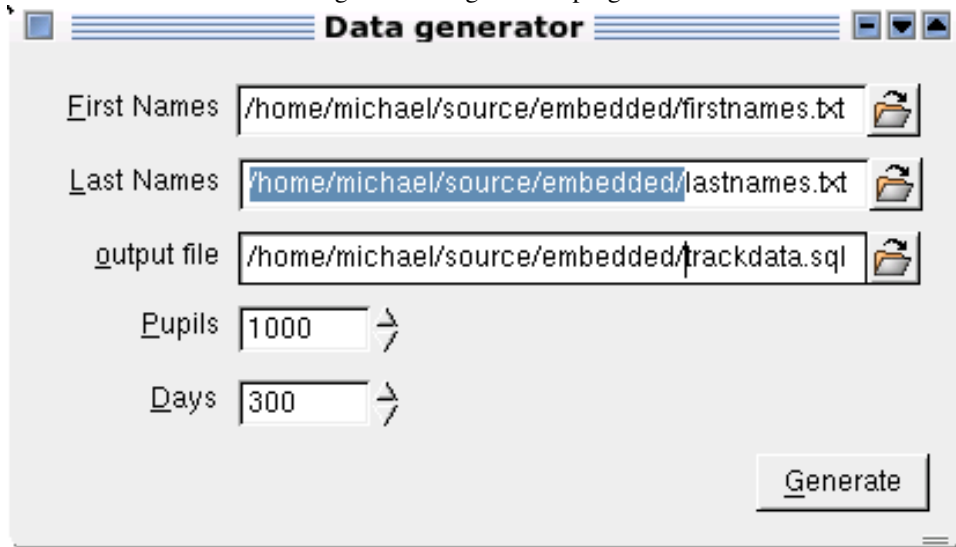 Data generator
First Names /home/michael/source/embedded/firstnames.txt
Last Names /home/michael/source/embedded/lastnames.txt
output file /home/michael/source/embedded/trackdata.sql
Pupils 1000
Days 300
Generate